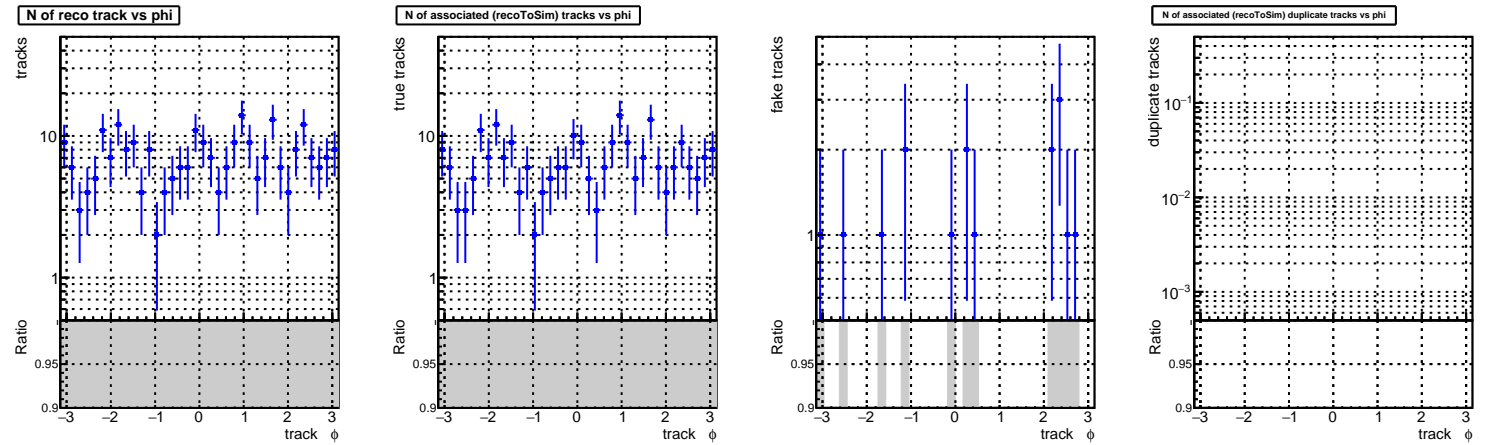 N of reco track vs phi
tracks
10
1
Ratio
0.95
0.9
−3 −2 −1 0 1 2 3
track ϕ
N of associated (recoToSim) tracks vs phi
true tracks
10
1
Ratio
0.95
0.9
−3 −2 −1 0 1 2 3
track ϕ
fake tracks
1
Ratio
0.95
0.9
−3 −2 −1 0 1 2 3
track ϕ
N of associated (recoToSim) duplicate tracks vs phi
duplicate tracks
10⁻¹
10⁻²
10⁻³
Ratio
0.95
0.9
−3 −2 −1 0 1 2 3
track ϕ